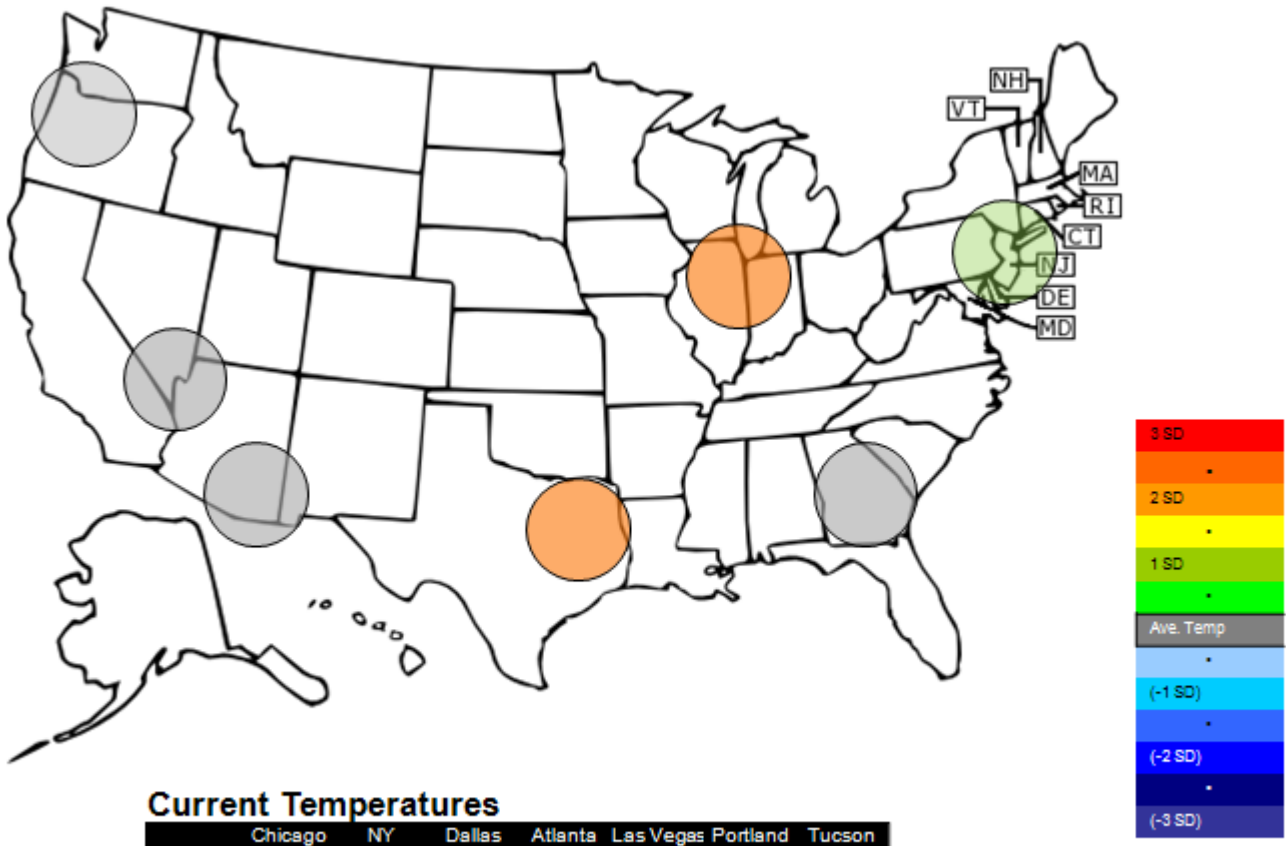 NH
VT
MA
RI
CT
NJ
DE
MD
3 SD
2 SD
1 SD
Ave. Temp
(-1 SD)
(-2 SD)
(-3 SD)
Current Temperatures
Chicago NY Dallas Atlanta Las Vegas Portland Tucson